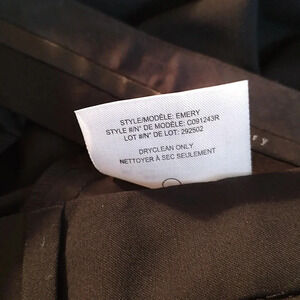 STYLE/MODÈLE: EMERY
STYLE #/N° DE MODÈLE: C091243R
LOT #/N° DE LOT: 292502
DRYCLEAN ONLY
NETTOYER À SEC SEULEMENT